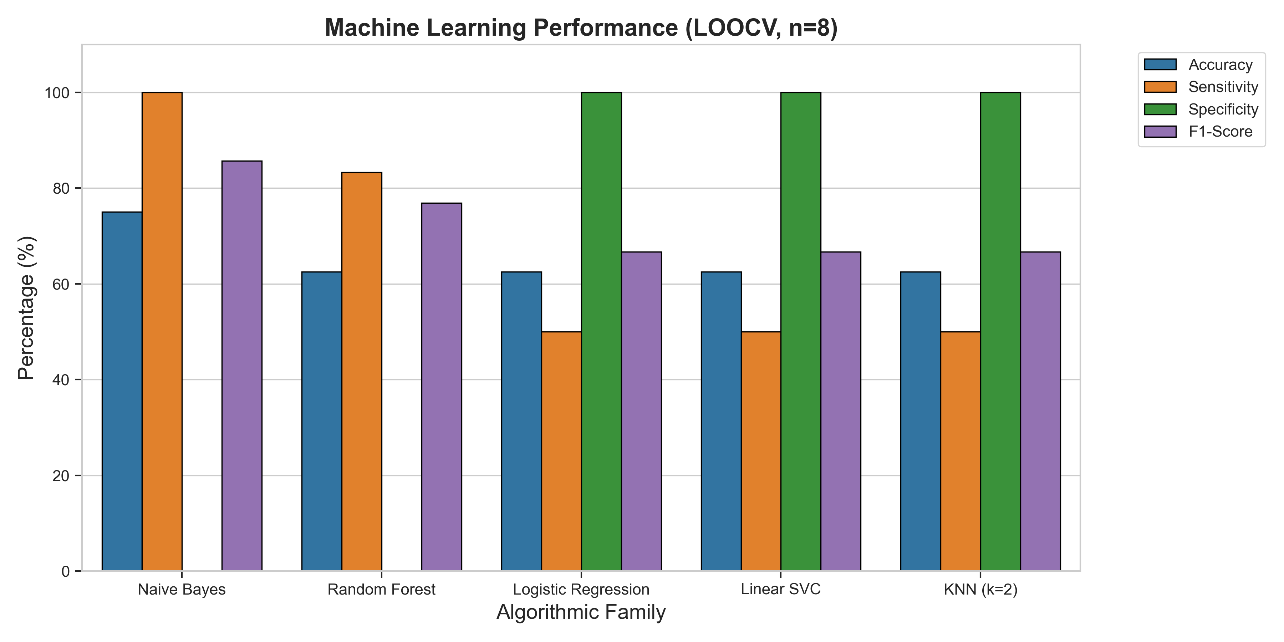 Machine Learning Performance (LOOCV, n=8)
Accuracy
Sensitivity
Specificity
F1-Score
Percentage (%)
100
80
60
40
20
0
Naive Bayes
Random Forest
Logistic Regression
Linear SVC
KNN (k=2)
Algorithmic Family